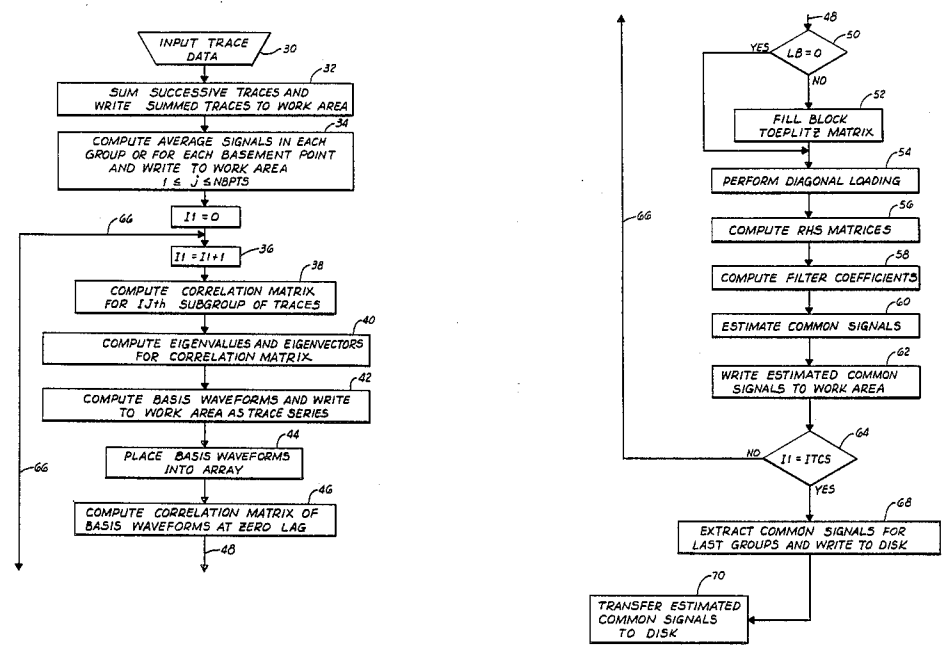 INPUT TRACE
DATA
30
32
SUM SUCCESSIVE TRACES AND
WRITE SUMMED TRACES TO WORK AREA
34
COMPUTE AVERAGE SIGNALS IN EACH
GROUP OR FOR EACH BASEMENT POINT
AND WRITE TO WORK AREA
1 ≤ j ≤ NBPTS
66
I1 = 0
I1 = I1+1
36
38
COMPUTE CORRELATION MATRIX
FOR IJth SUBGROUP OF TRACES
40
COMPUTE EIGENVALUES AND EIGENVECTORS
FOR CORRELATION MATRIX
42
COMPUTE BASIS WAVEFORMS AND WRITE
TO WORK AREA AS TRACE SERIES
44
PLACE BASIS WAVEFORMS
INTO ARRAY
66
46
COMPUTE CORRELATION MATRIX OF
BASIS WAVEFORMS AT ZERO LAG
48
48
50
YES
LB = 0
NO
52
FILL BLOCK
TOEPLITZ MATRIX
54
PERFORM DIAGONAL LOADING
66
56
COMPUTE RHS MATRICES
58
COMPUTE FILTER COEFFICIENTS
60
ESTIMATE COMMON SIGNALS
62
WRITE ESTIMATED COMMON
SIGNALS TO WORK AREA
64
NO
I1 = ITCS
YES
68
EXTRACT COMMON SIGNALS FOR
LAST GROUPS AND WRITE TO DISK
70
TRANSFER ESTIMATED
COMMON SIGNALS
TO DISK